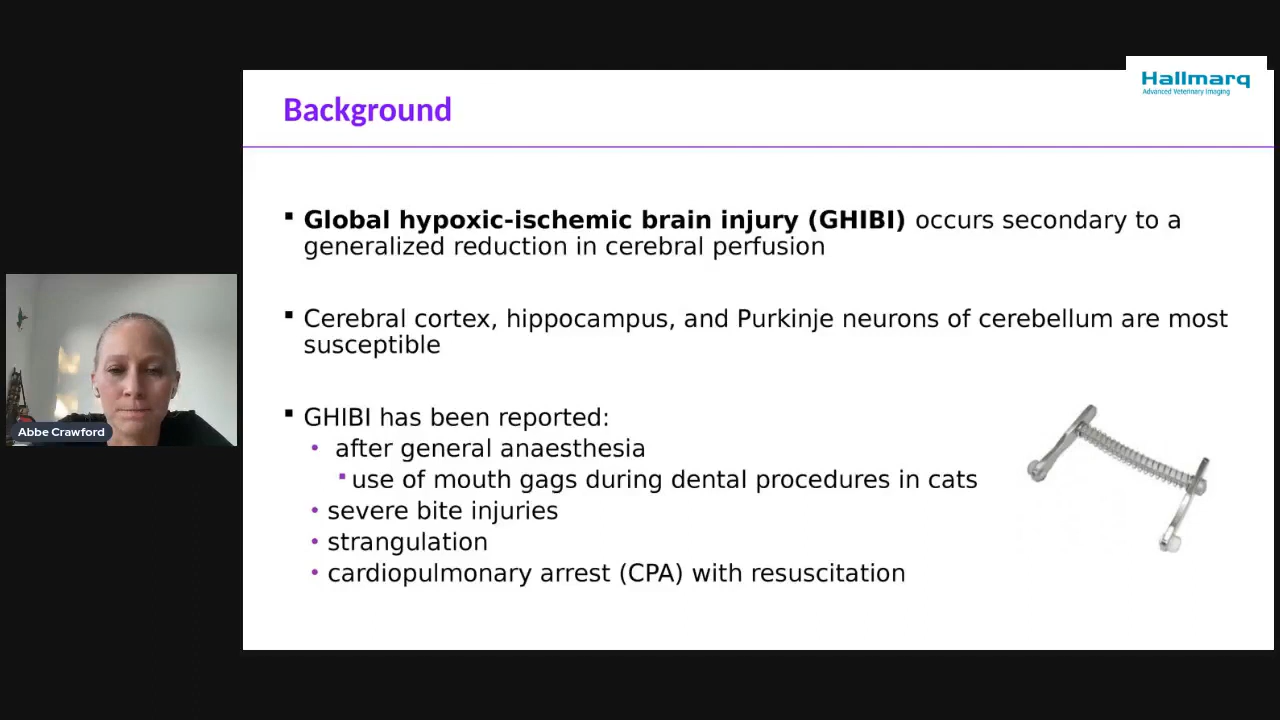 Hallmarq
Advanced Veterinary Imaging
Background
▪ Global hypoxic-ischemic brain injury (GHIBI) occurs secondary to a
generalized reduction in cerebral perfusion
▪ Cerebral cortex, hippocampus, and Purkinje neurons of cerebellum are most
susceptible
▪ GHIBI has been reported:
• after general anaesthesia
▪ use of mouth gags during dental procedures in cats
• severe bite injuries
• strangulation
• cardiopulmonary arrest (CPA) with resuscitation
Abbe Crawford